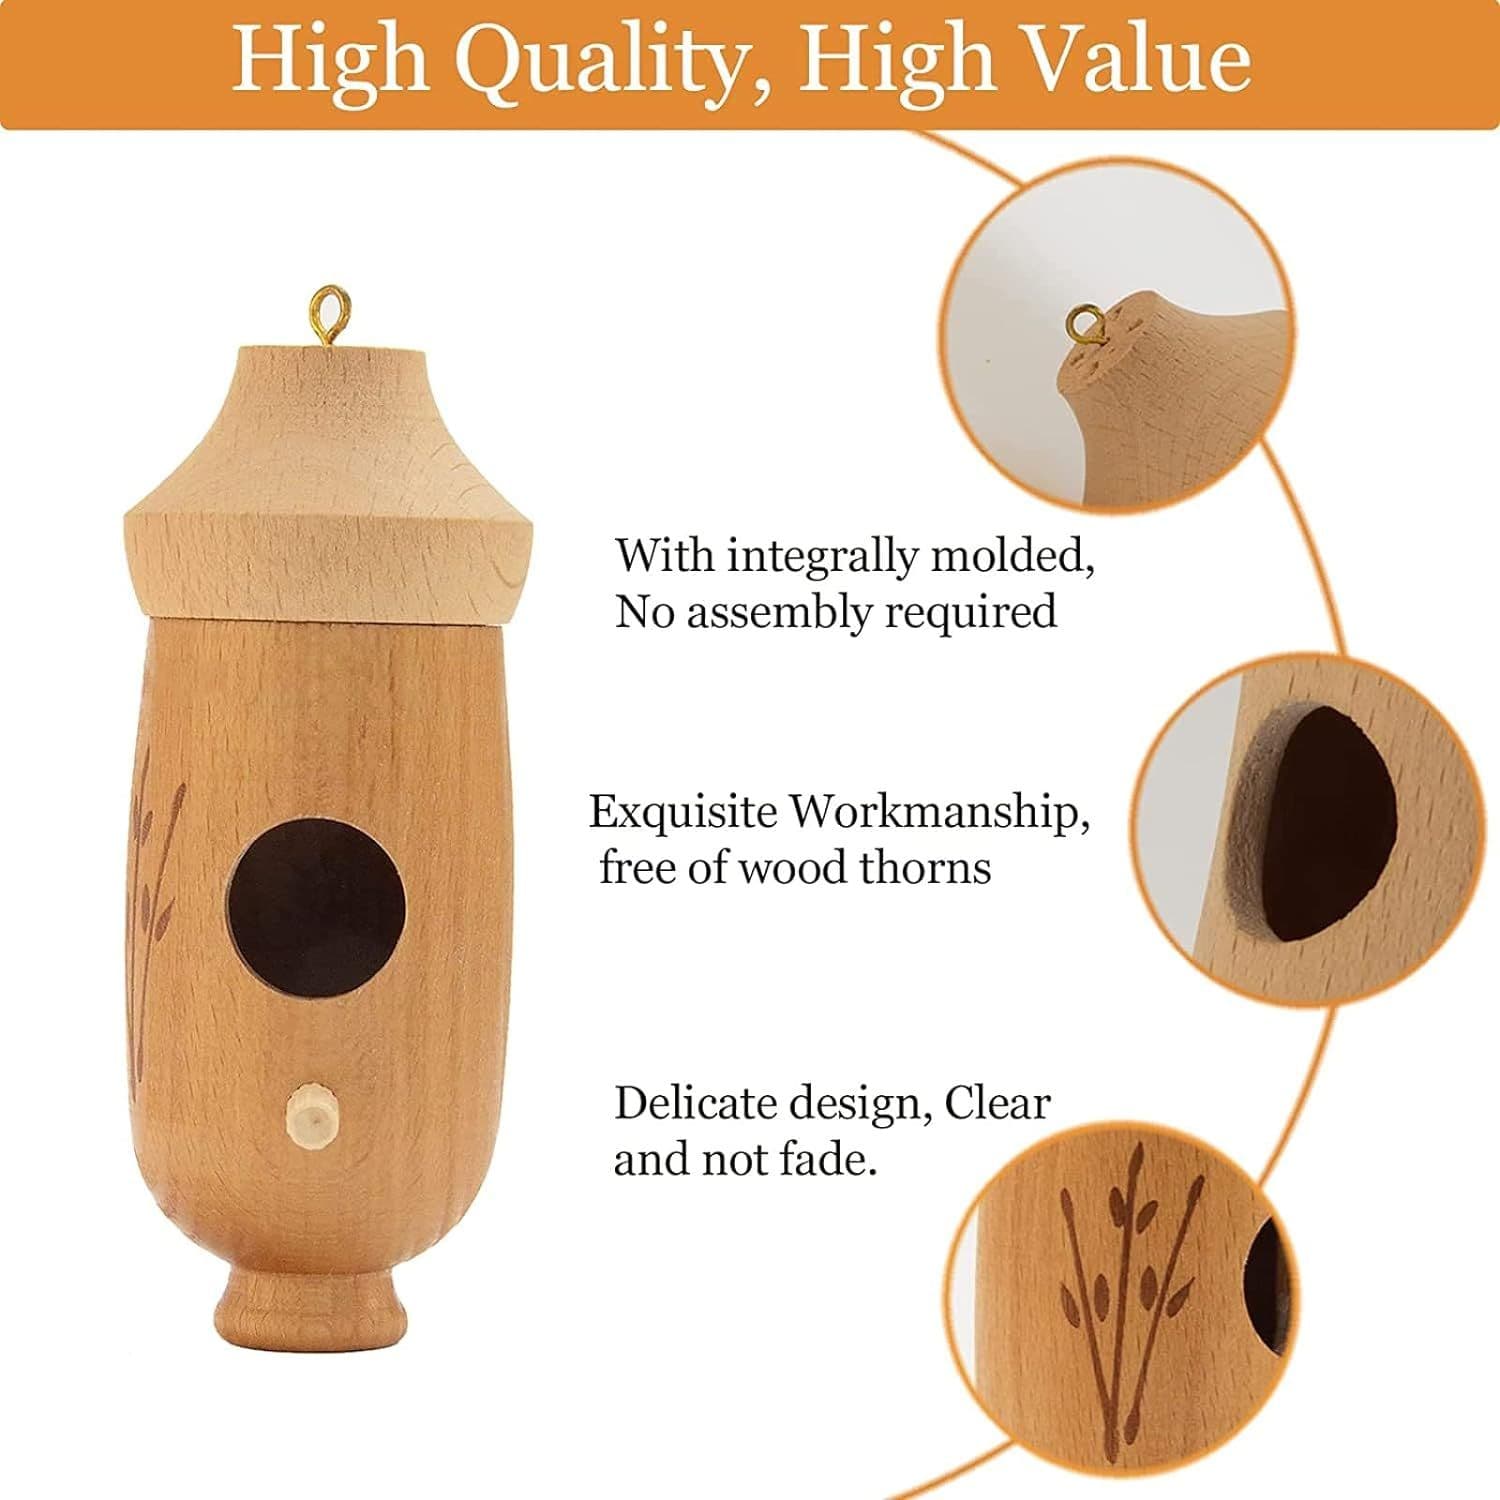 High Quality, High Value
With integrally molded,
No assembly required
Exquisite Workmanship,
free of wood thorns
Delicate design, Clear
and not fade.